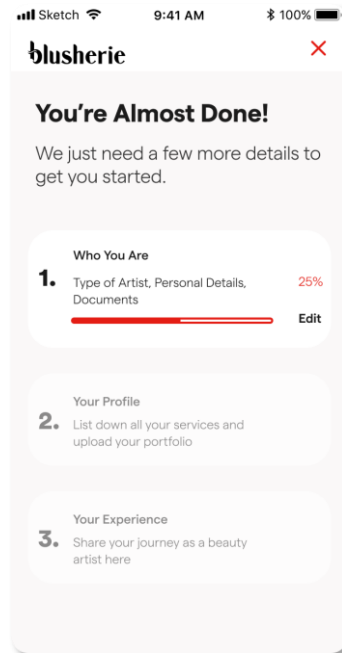 Sketch 9:41 AM 100%
blusherie
You're Almost Done!
We just need a few more details to
get you started.
Who You Are
1.
Type of Artist, Personal Details,
Documents
25%
Edit
Your Profile
2.
List down all your services and
upload your portfolio
Your Experience
3.
Share your journey as a beauty
artist here